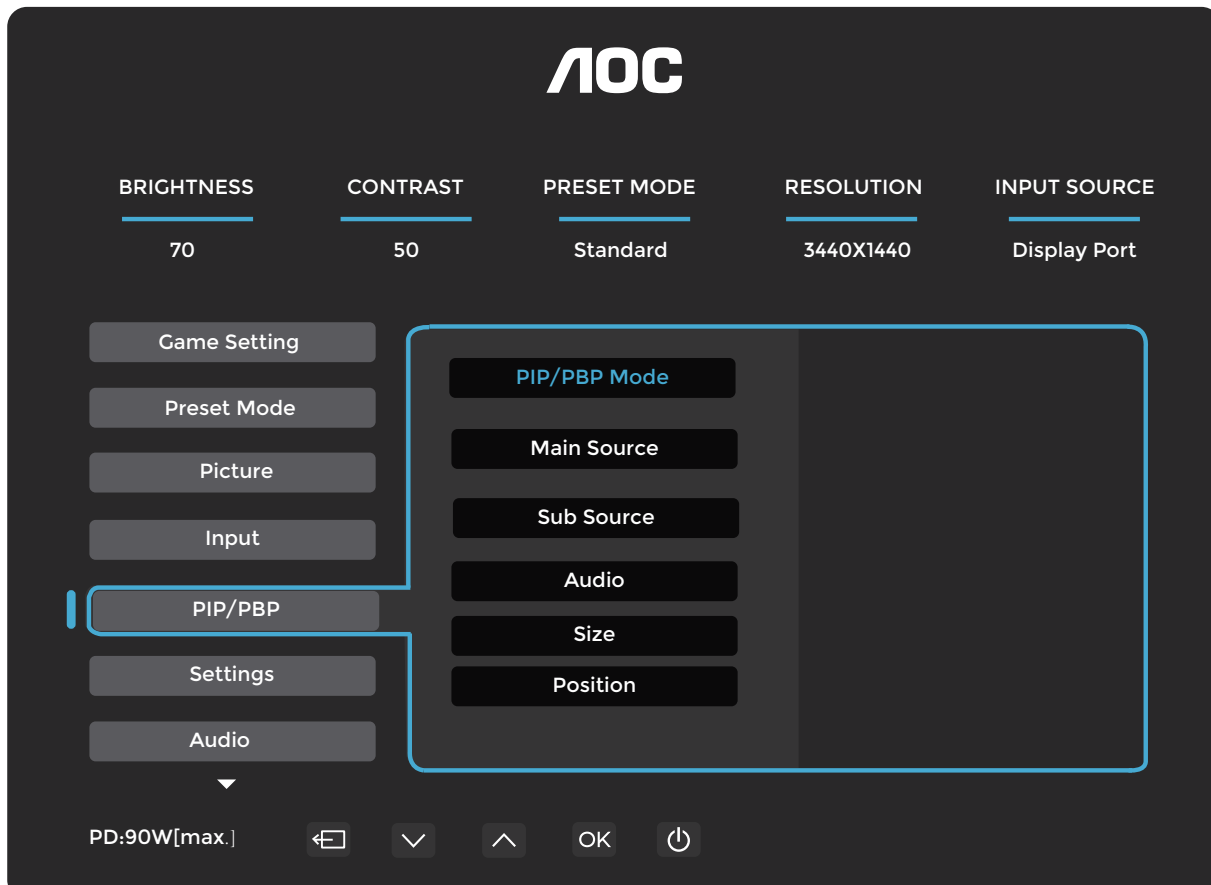 AOC
BRIGHTNESS CONTRAST PRESET MODE RESOLUTION INPUT SOURCE
70 50 Standard 3440X1440 Display Port
Game Setting
Preset Mode
Picture
Input
PIP/PBP
Settings
Audio
PIP/PBP Mode
Main Source
Sub Source
Audio
Size
Position
PD:90W[max.] OK